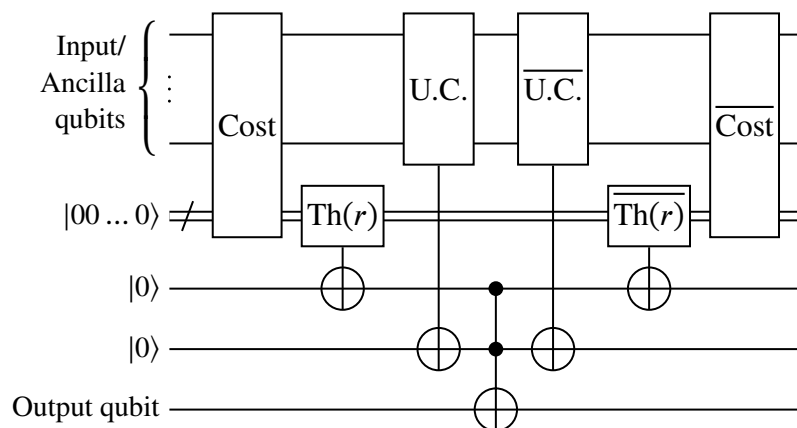 Input/
Ancilla
qubits
⋮
Cost
U.C.
U.C.
Cost
|00 ... 0⟩
Th(r)
Th(r)
|0⟩
|0⟩
Output qubit